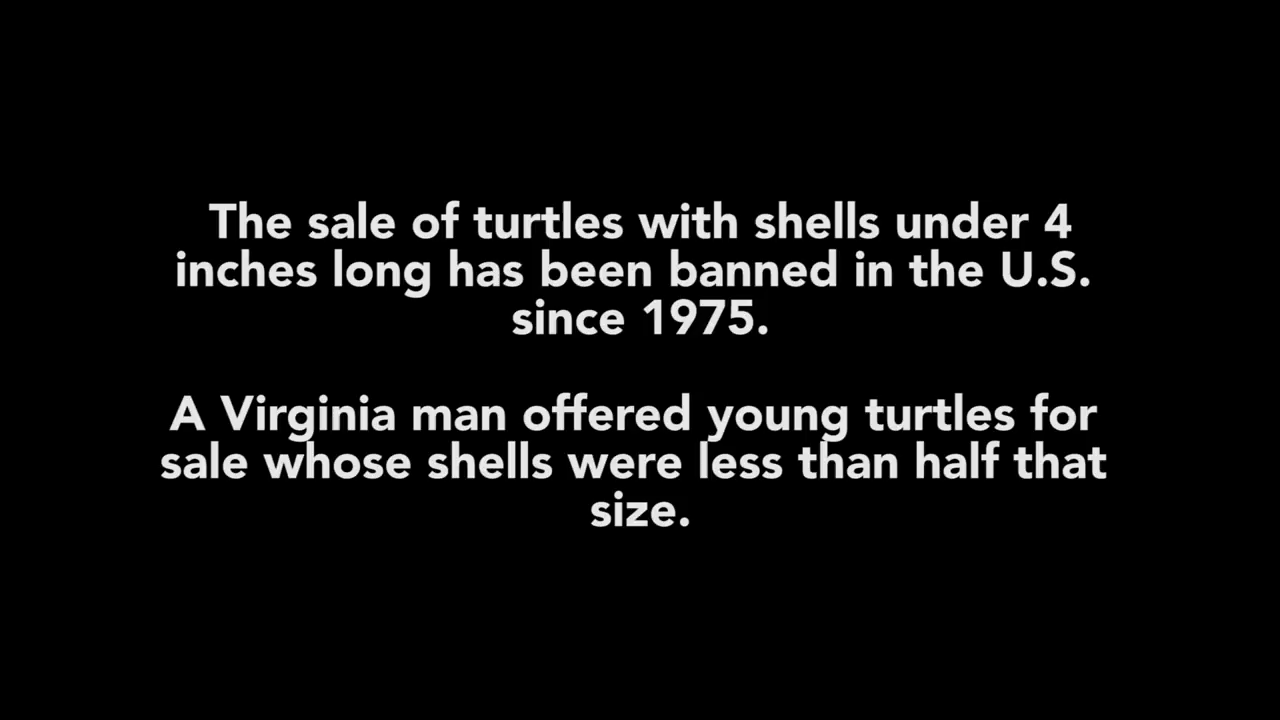 The sale of turtles with shells under 4
inches long has been banned in the U.S.
since 1975.
A Virginia man offered young turtles for
sale whose shells were less than half that
size.